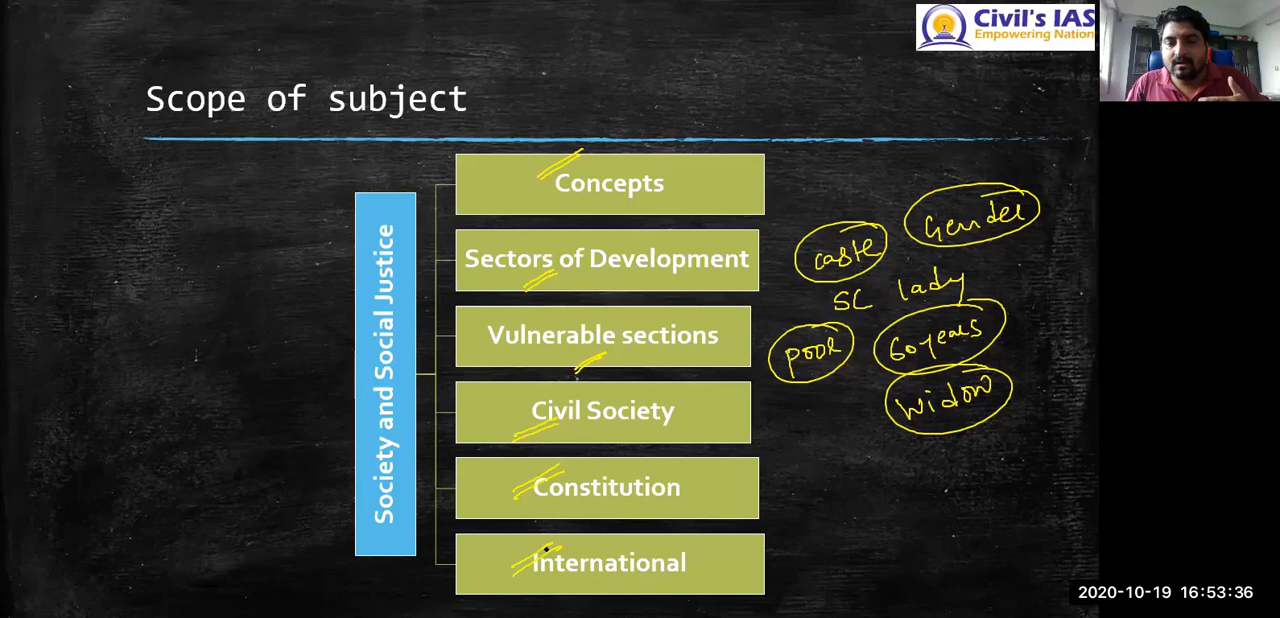 Civil's IAS
Empowering Nation
Scope of subject
Society and Social Justice
Concepts
Sectors of Development
Vulnerable sections
Civil Society
Constitution
International
Gender
caste
SC lady
poor 60 years
widow
2020-10-19 16:53:36